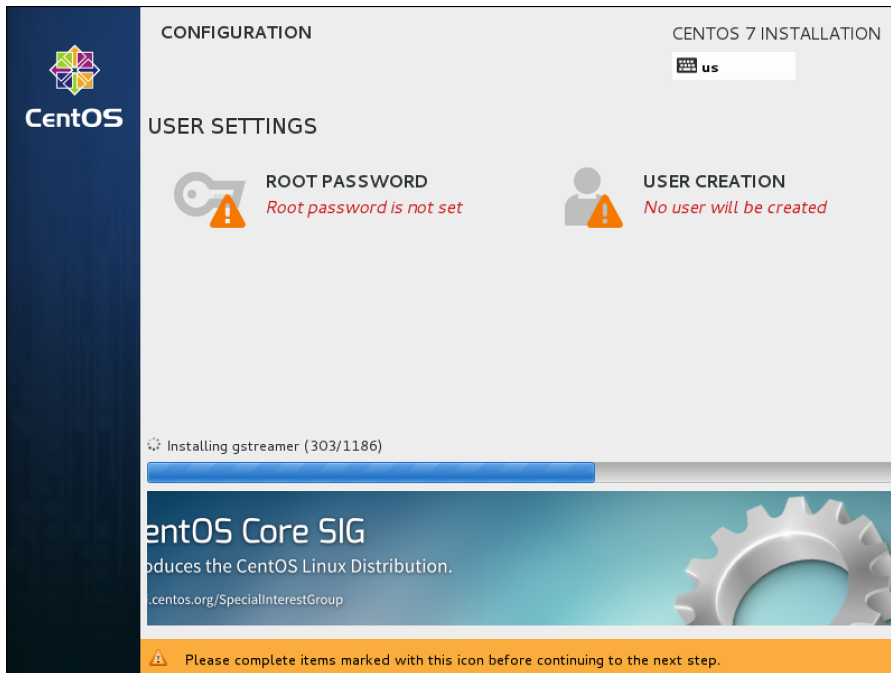 CONFIGURATION
CENTOS 7 INSTALLATION
us
CentOS
USER SETTINGS
ROOT PASSWORD
Root password is not set
USER CREATION
No user will be created
Installing gstreamer (303/1186)
entOS Core SIG
oduces the CentOS Linux Distribution.
.centos.org/SpecialInterestGroup
Please complete items marked with this icon before continuing to the next step.